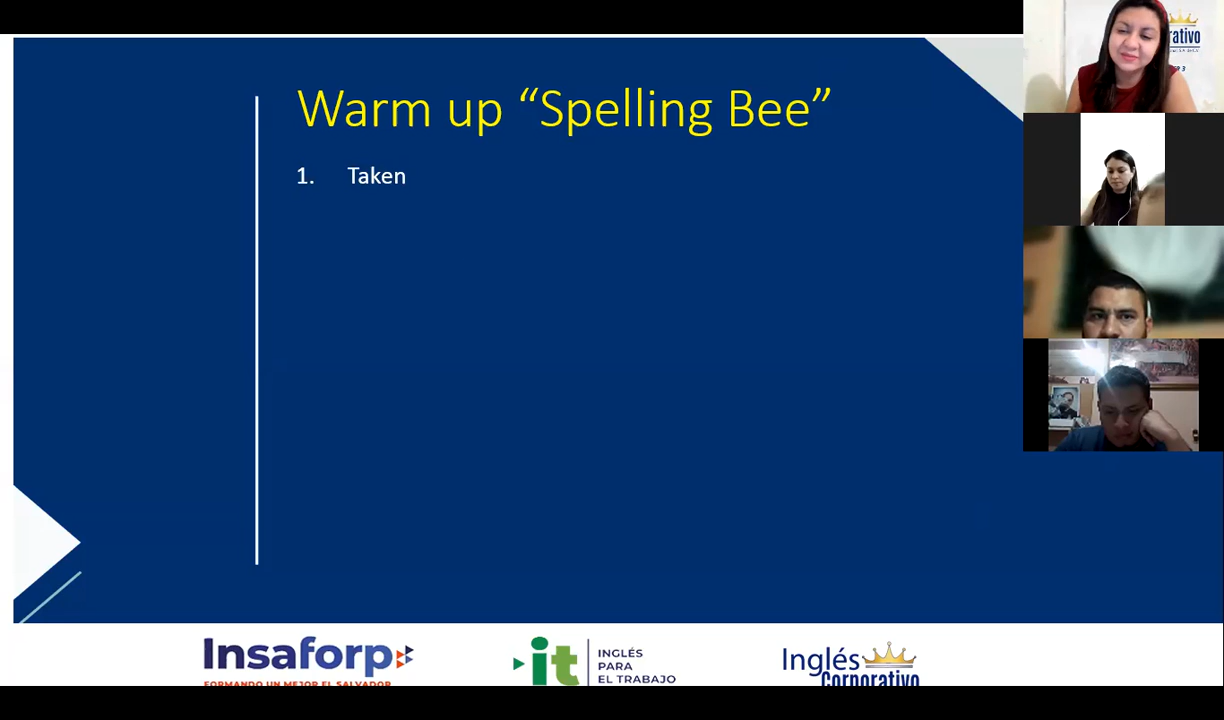 Warm up “Spelling Bee”
1. Taken
Insaforp
FORMANDO UN MEJOR EL SALVADOR
it
INGLÉS
PARA
EL TRABAJO
Inglés
Corporativo